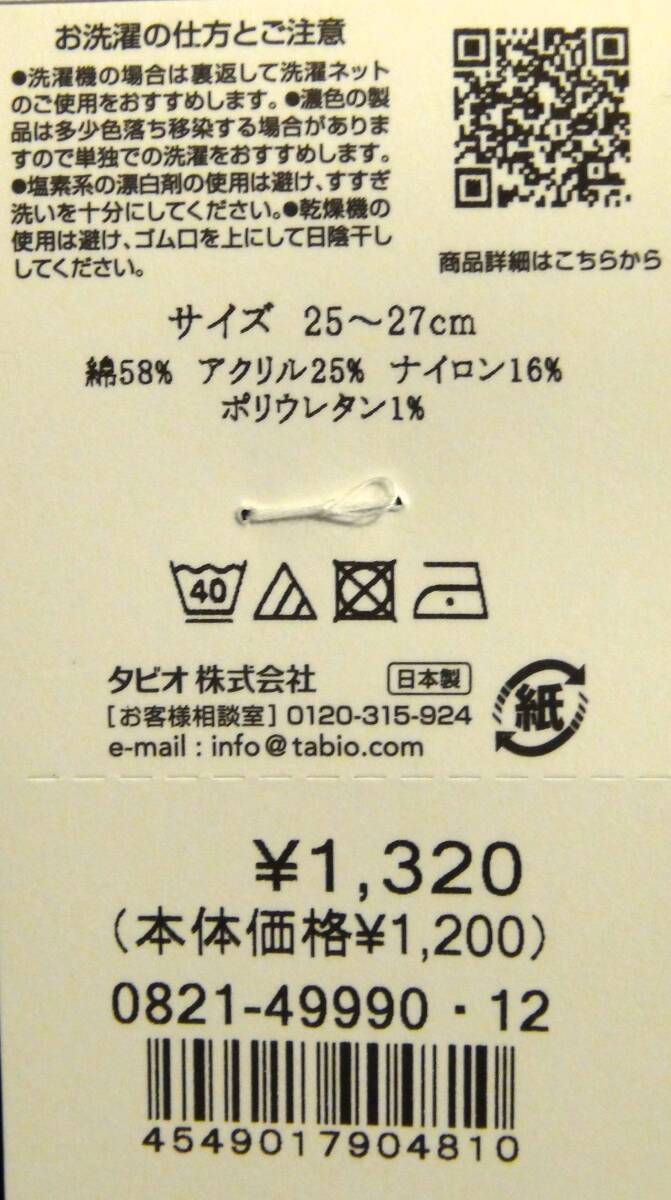 お洗濯の仕方とご注意
●洗濯機の場合は裏返して洗濯ネット
のご使用をおすすめします。●濃色の製
品は多少色落ち移染する場合がありま
すので単独での洗濯をおすすめします。
●塩素系の漂白剤の使用は避け、すすぎ
洗いを十分にしてください。●乾燥機の
使用は避け、ゴム口を上にして日陰干し
してください。
商品詳細はこちらから
サイズ 25～27cm
綿58% アクリル25% ナイロン16%
ポリウレタン1%
40
タビオ株式会社 日本製
[お客様相談室] 0120-315-924
e-mail : info@tabio.com
紙
¥1,320
(本体価格¥1,200)
0821-49990・12
4549017904810